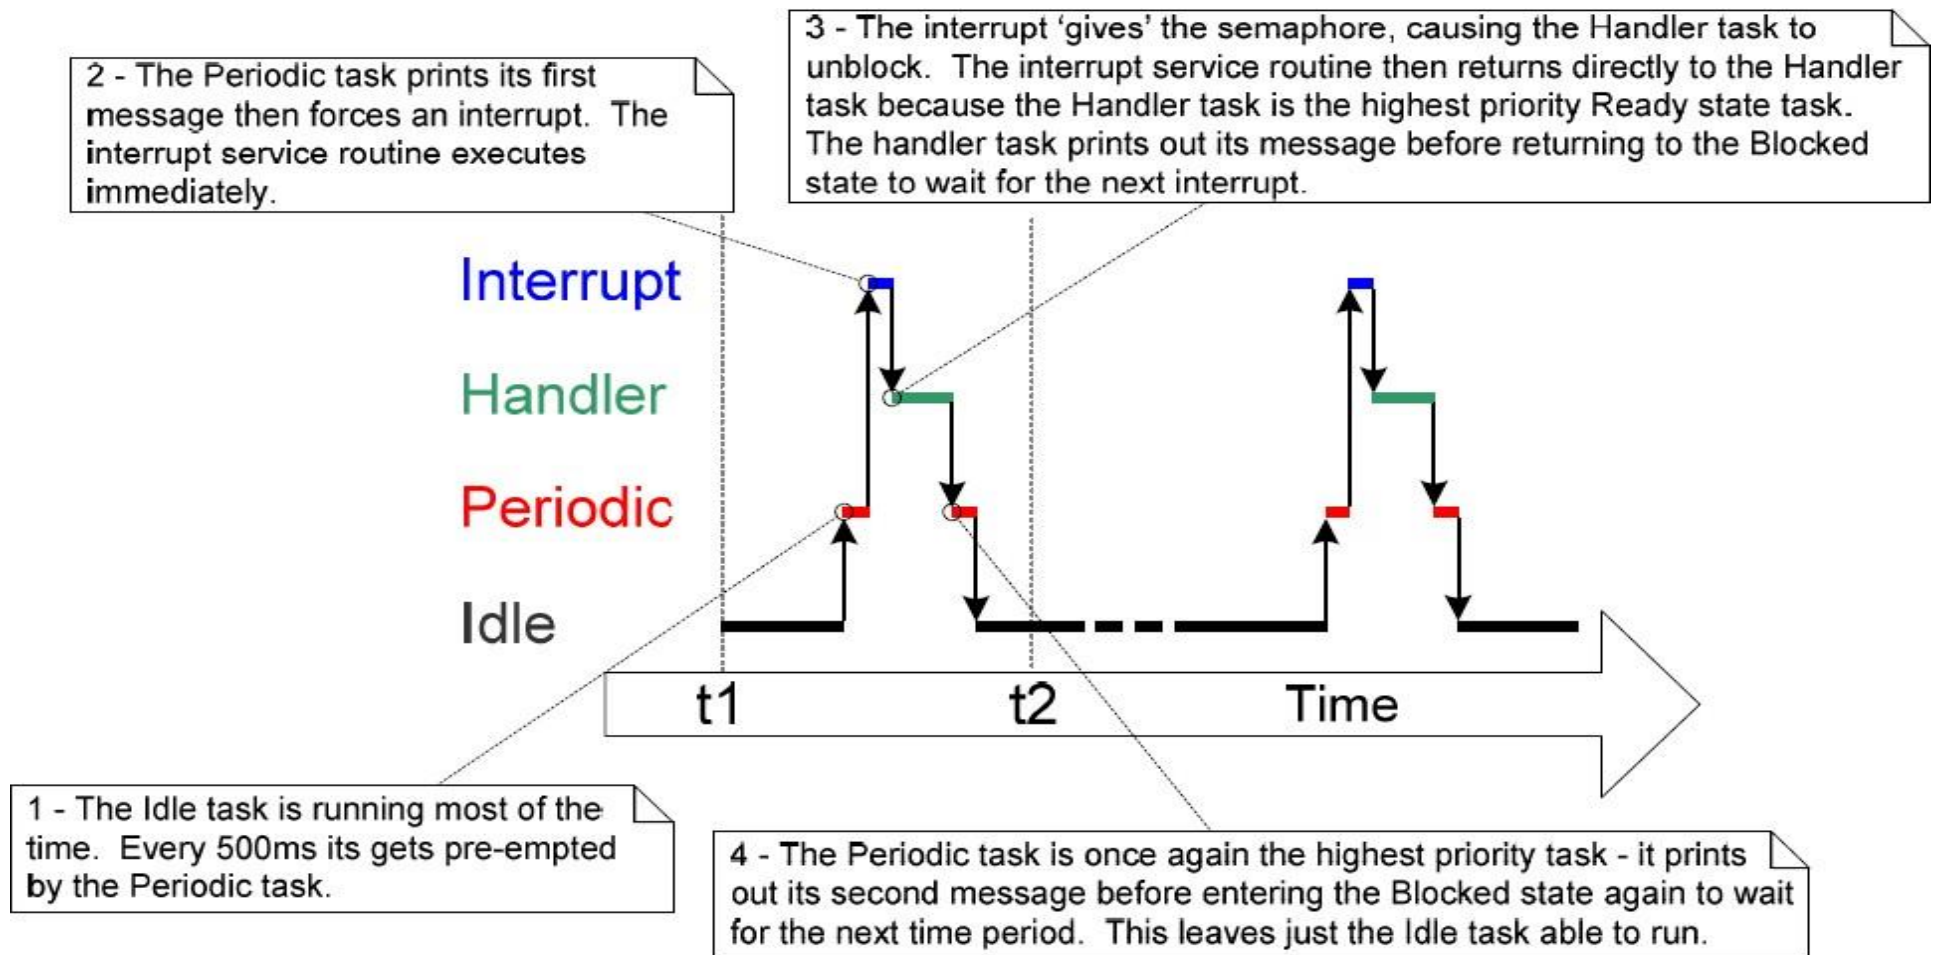 2 - The Periodic task prints its first
message then forces an interrupt. The
interrupt service routine executes
immediately.
3 - The interrupt ‘gives’ the semaphore, causing the Handler task to
unblock. The interrupt service routine then returns directly to the Handler
task because the Handler task is the highest priority Ready state task.
The handler task prints out its message before returning to the Blocked
state to wait for the next interrupt.
Interrupt
Handler
Periodic
Idle
t1
t2
Time
1 - The Idle task is running most of the
time. Every 500ms its gets pre-empted
by the Periodic task.
4 - The Periodic task is once again the highest priority task - it prints
out its second message before entering the Blocked state again to wait
for the next time period. This leaves just the Idle task able to run.